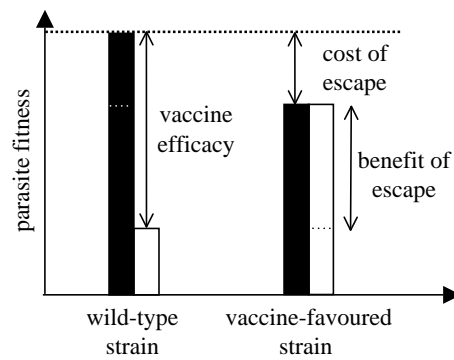 parasite fitness
vaccine
efficacy
cost of
escape
benefit of
escape
wild-type
strain
vaccine-favoured
strain